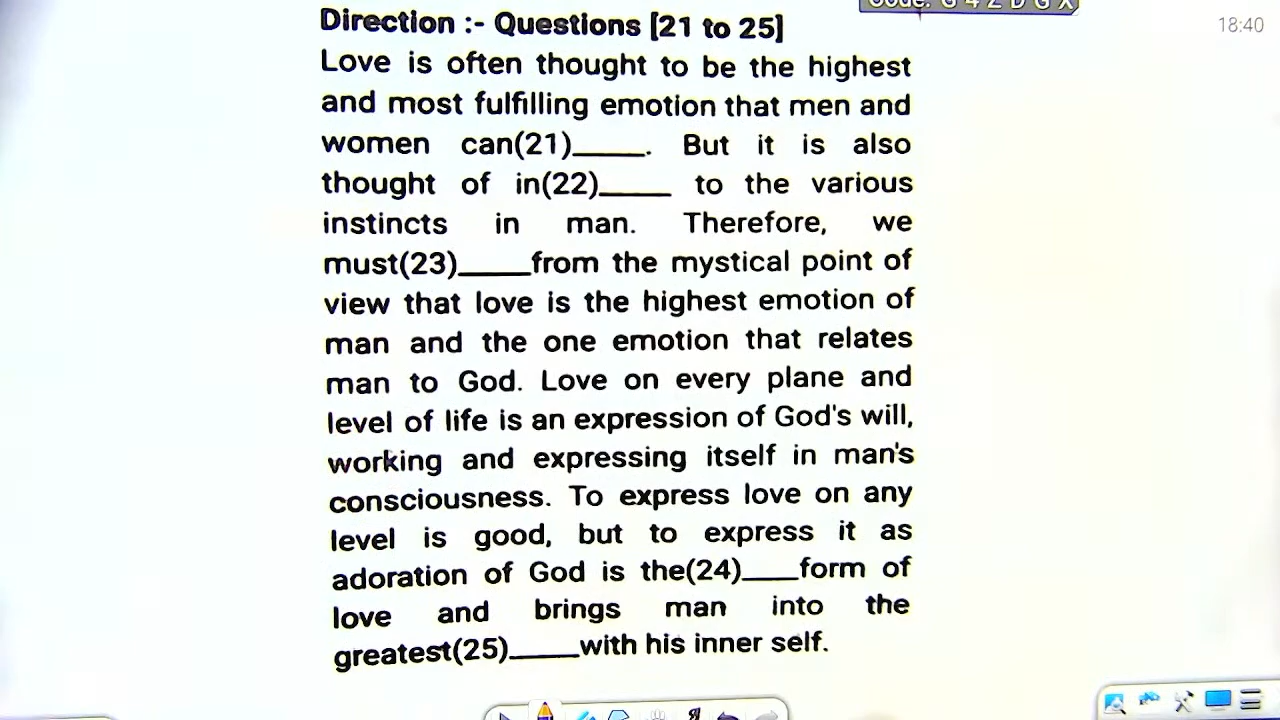 Code: G 4 Z D G X
18:40
Direction :- Questions [21 to 25]
Love is often thought to be the highest
and most fulfilling emotion that men and
women can(21)_____. But it is also
thought of in(22)_____ to the various
instincts in man. Therefore, we
must(23)_____from the mystical point of
view that love is the highest emotion of
man and the one emotion that relates
man to God. Love on every plane and
level of life is an expression of God's will,
working and expressing itself in man's
consciousness. To express love on any
level is good, but to express it as
adoration of God is the(24)____form of
love and brings man into the
greatest(25)_____with his inner self.